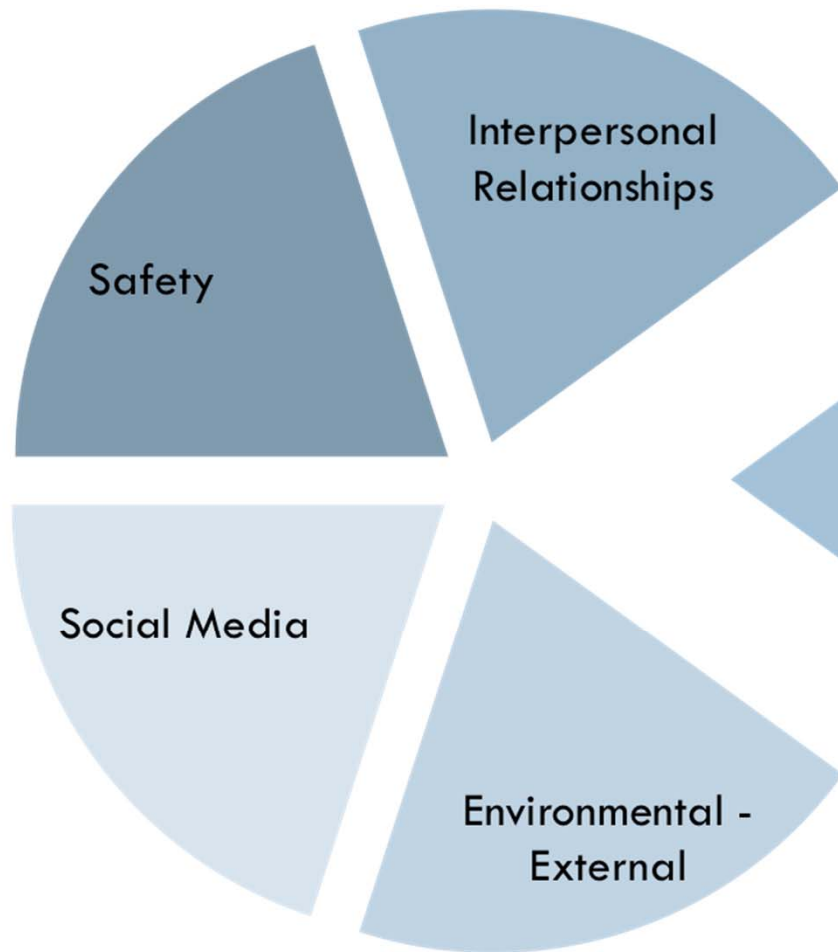 Interpersonal
Relationships
Safety
Social Media
Environmental -
External